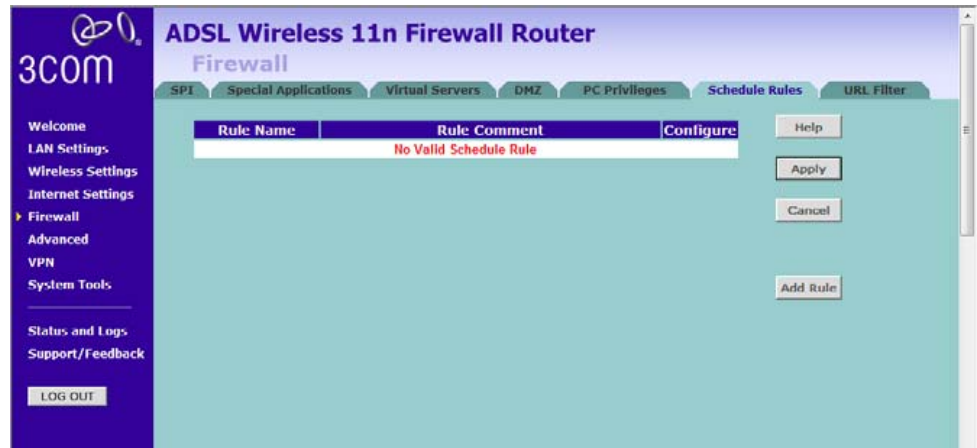 3COM
ADSL Wireless 11n Firewall Router
Firewall
SPI Special Applications Virtual Servers DMZ PC Privileges Schedule Rules URL Filter
Welcome
LAN Settings
Wireless Settings
Internet Settings
Firewall
Advanced
VPN
System Tools
Status and Logs
Support/Feedback
LOG OUT
Rule Name Rule Comment Configure
No Valid Schedule Rule
Help
Apply
Cancel
Add Rule